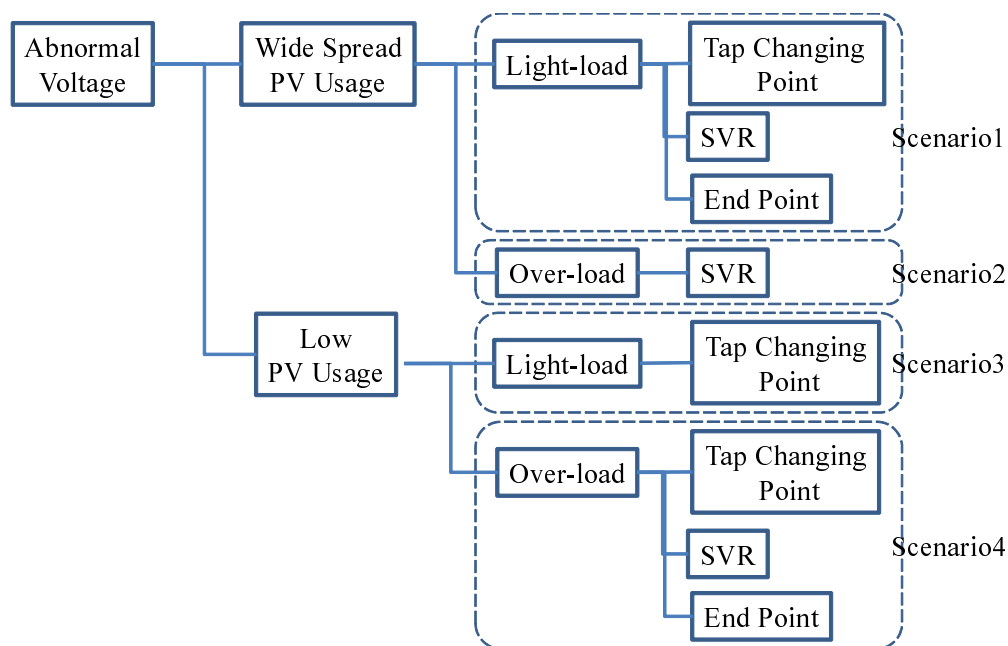 Abnormal
Voltage
Wide Spread
PV Usage
Light-load
Tap Changing
Point
SVR
End Point
Scenario1
Over-load
SVR
Scenario2
Low
PV Usage
Light-load
Tap Changing
Point
Scenario3
Over-load
Tap Changing
Point
SVR
End Point
Scenario4